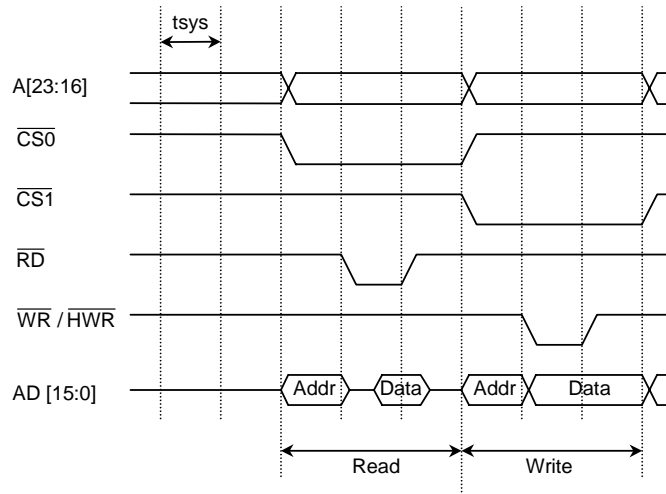 tsys
A[23:16]
CS0
CS1
RD
WR / HWR
AD [15:0] Addr Data Addr Data
Read Write